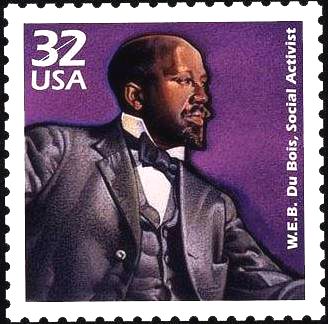 32
USA
W.E.B. Du Bois, Social Activist